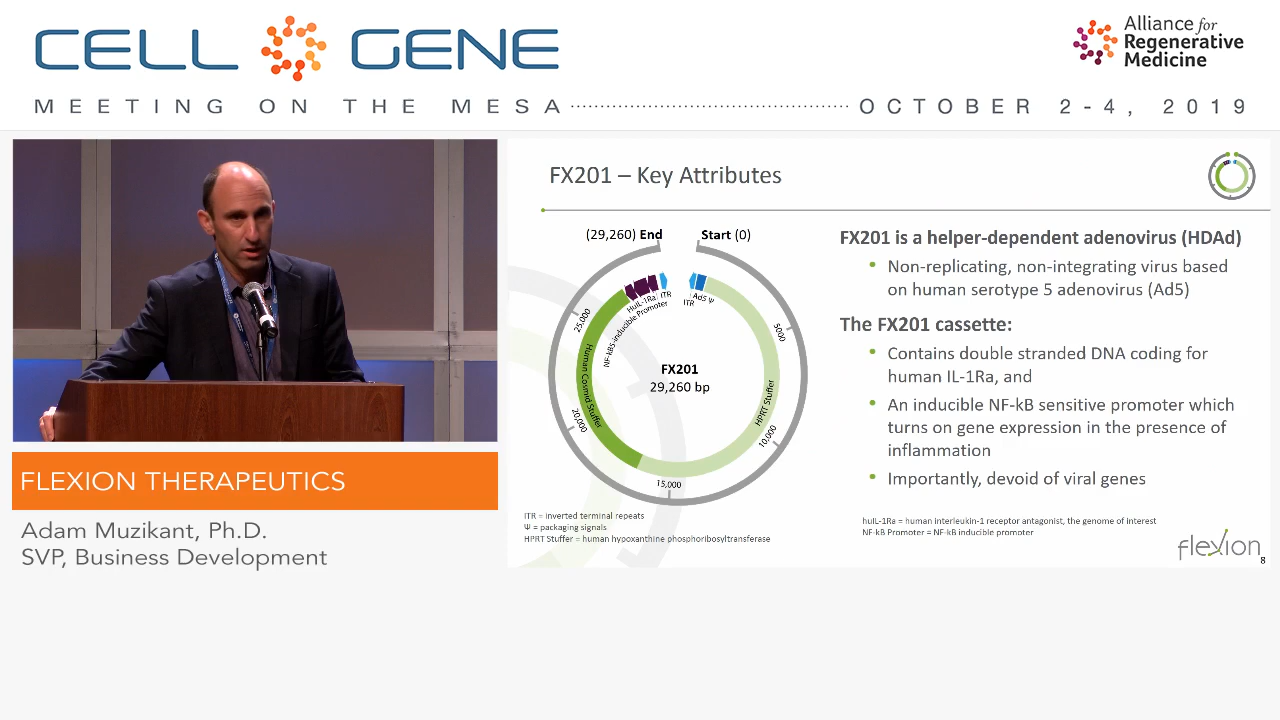 CELL GENE
Alliance for
Regenerative
Medicine
MEETING ON THE MESA
OCTOBER 2-4, 2019
FX201 – Key Attributes
(29,260) End
Start (0)
HuIL-1Ra
ITR
NF-kB5-inducible Promoter
ITR
Ad5 Ψ
25,000
5000
Human Cosmid Stuffer
FX201
29,260 bp
HPRT Stuffer
20,000
10,000
15,000
ITR = inverted terminal repeats
Ψ = packaging signals
HPRT Stuffer = human hypoxanthine phosphoribosyltransferase
FX201 is a helper-dependent adenovirus (HDAd)
• Non-replicating, non-integrating virus based
on human serotype 5 adenovirus (Ad5)
The FX201 cassette:
• Contains double stranded DNA coding for
human IL-1Ra, and
• An inducible NF-kB sensitive promoter which
turns on gene expression in the presence of
inflammation
• Importantly, devoid of viral genes
huIL-1Ra = human interleukin-1 receptor antagonist, the genome of interest
NF-kB Promoter = NF-kB inducible promoter
flexion
8
FLEXION THERAPEUTICS
Adam Muzikant, Ph.D.
SVP, Business Development